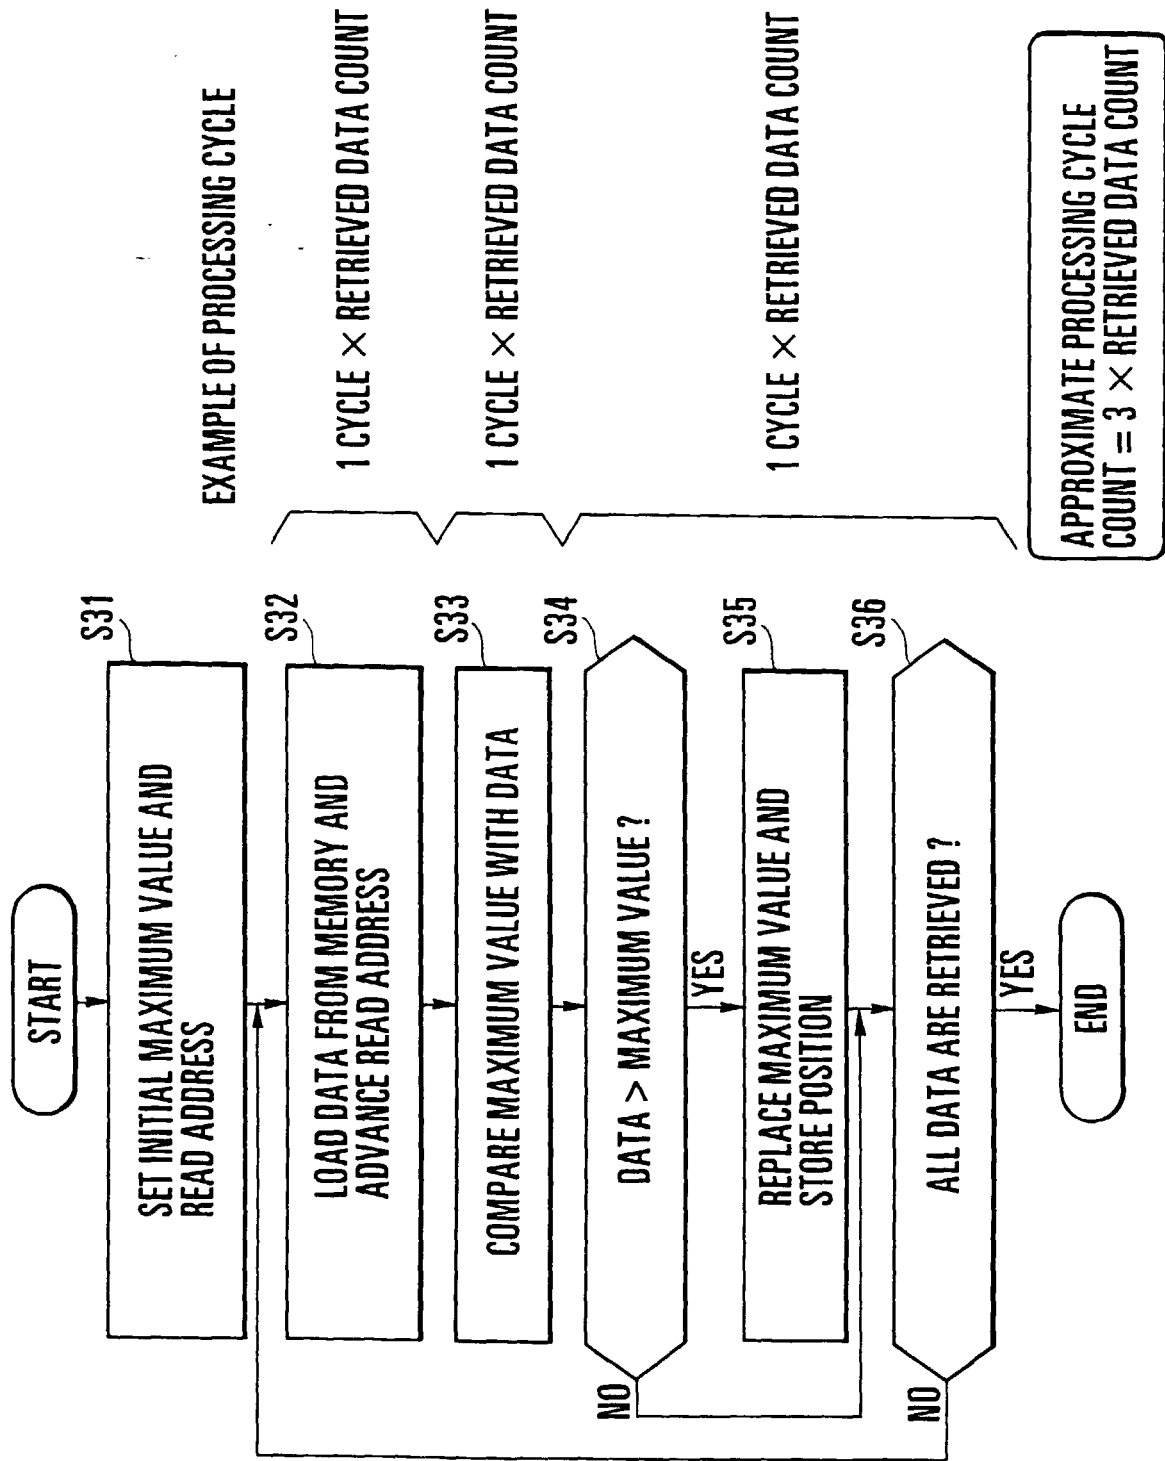 EXAMPLE OF PROCESSING CYCLE
START
S31
SET INITIAL MAXIMUM VALUE AND
READ ADDRESS
S32
LOAD DATA FROM MEMORY AND
ADVANCE READ ADDRESS
1 CYCLE × RETRIEVED DATA COUNT
S33
COMPARE MAXIMUM VALUE WITH DATA
1 CYCLE × RETRIEVED DATA COUNT
S34
DATA > MAXIMUM VALUE ?
NO
YES
S35
REPLACE MAXIMUM VALUE AND
STORE POSITION
1 CYCLE × RETRIEVED DATA COUNT
S36
ALL DATA ARE RETRIEVED ?
NO
YES
END
APPROXIMATE PROCESSING CYCLE
COUNT = 3 × RETRIEVED DATA COUNT